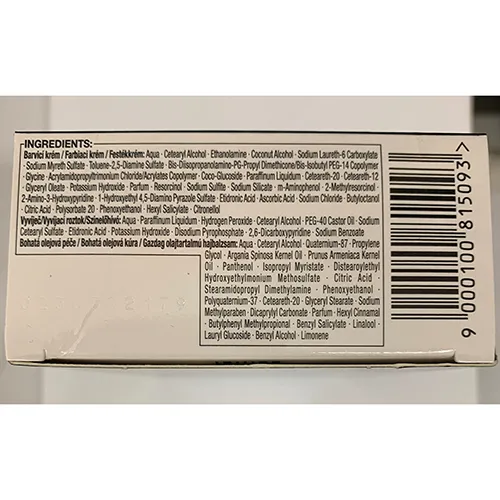 INGREDIENTS:
Barvicí krém / Farbiaci krém / Festékkrém: Aqua · Cetearyl Alcohol · Ethanolamine · Coconut Alcohol · Sodium Laureth-6 Carboxylate
· Sodium Myreth Sulfate · Toluene-2,5-Diamine Sulfate · Bis-Diisopropanolamino-PG-Propyl Dimethicone/Bis-Isobutyl PEG-14 Copolymer
· Glycine · Acrylamidopropyltrimonium Chloride/Acrylates Copolymer · Coco-Glucoside · Paraffinum Liquidum · Ceteareth-20 · Ceteareth-12
· Glyceryl Oleate · Potassium Hydroxide · Parfum · Resorcinol · Sodium Sulfite · Sodium Silicate · m-Aminophenol · 2-Methylresorcinol ·
2-Amino-3-Hydroxypyridine · 1-Hydroxyethyl 4,5-Diamino Pyrazole Sulfate · Etidronic Acid · Ascorbic Acid · Sodium Chloride · Butyloctanol
· Citric Acid · Polysorbate 20 · Phenoxyethanol · Hexyl Salicylate · Citronellol
Vyvíječ/Vyvíjací roztok/Színelőhívó: Aqua · Paraffinum Liquidum · Hydrogen Peroxide · Cetearyl Alcohol · PEG-40 Castor Oil · Sodium
Cetearyl Sulfate · Etidronic Acid · Potassium Hydroxide · Disodium Pyrophosphate · 2,6-Dicarboxypyridine · Sodium Benzoate
Bohatá olejová péče / Bohatá olejová kúra / Gazdag olajtartalmú hajbalzsam: Aqua · Cetearyl Alcohol · Quaternium-87 · Propylene
Glycol · Argania Spinosa Kernel Oil · Prunus Armeniaca Kernel
Oil · Panthenol · Isopropyl Myristate · Distearoylethyl
Hydroxyethylmonium Methosulfate · Citric Acid ·
Stearamidopropyl Dimethylamine · Phenoxyethanol ·
Polyquaternium-37 · Ceteareth-20 · Glyceryl Stearate · Sodium
Methylparaben · Dicaprylyl Carbonate · Parfum · Hexyl Cinnamal
· Butylphenyl Methylpropional · Benzyl Salicylate · Linalool ·
Lauryl Glucoside · Benzyl Alcohol · Limonene
9 000100 815093 >